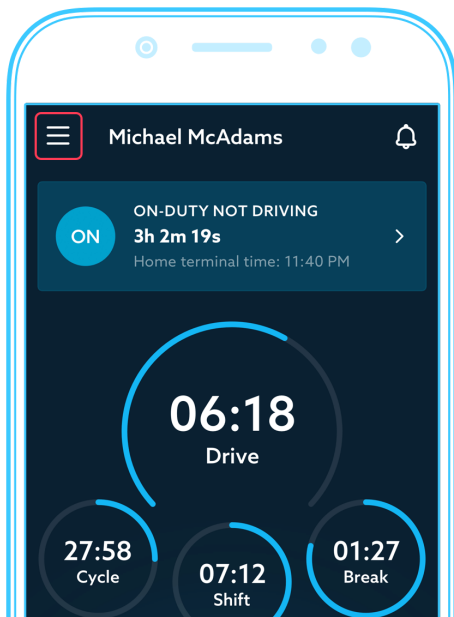 Michael McAdams
ON-DUTY NOT DRIVING
ON
3h 2m 19s
Home terminal time: 11:40 PM
06:18
Drive
27:58
Cycle
07:12
Shift
01:27
Break